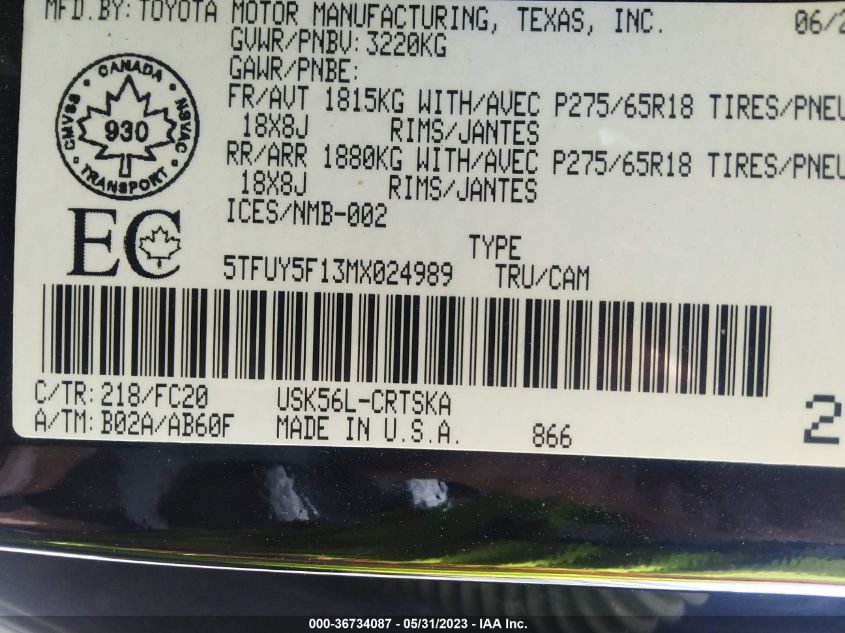 MFD.BY:TOYOTA MOTOR MANUFACTURING, TEXAS, INC. 06/2
GVWR/PNBV:3220KG
GAWR/PNBE:
FR/AVT 1815KG WITH/AVEC P275/65R18 TIRES/PNEU
18X8J RIMS/JANTES
RR/ARR 1880KG WITH/AVEC P275/65R18 TIRES/PNEU
18X8J RIMS/JANTES
ICES/NMB-002
CANADA
CMVSS 930 NSVAC
TRANSPORT
EC
TYPE
5TFUY5F13MX024989 TRU/CAM
C/TR:218/FC20 USK56L-CRTSKA
A/TM:B02A/AB60F MADE IN U.S.A. 866
2
000-36734087 - 05/31/2023 - IAA Inc.